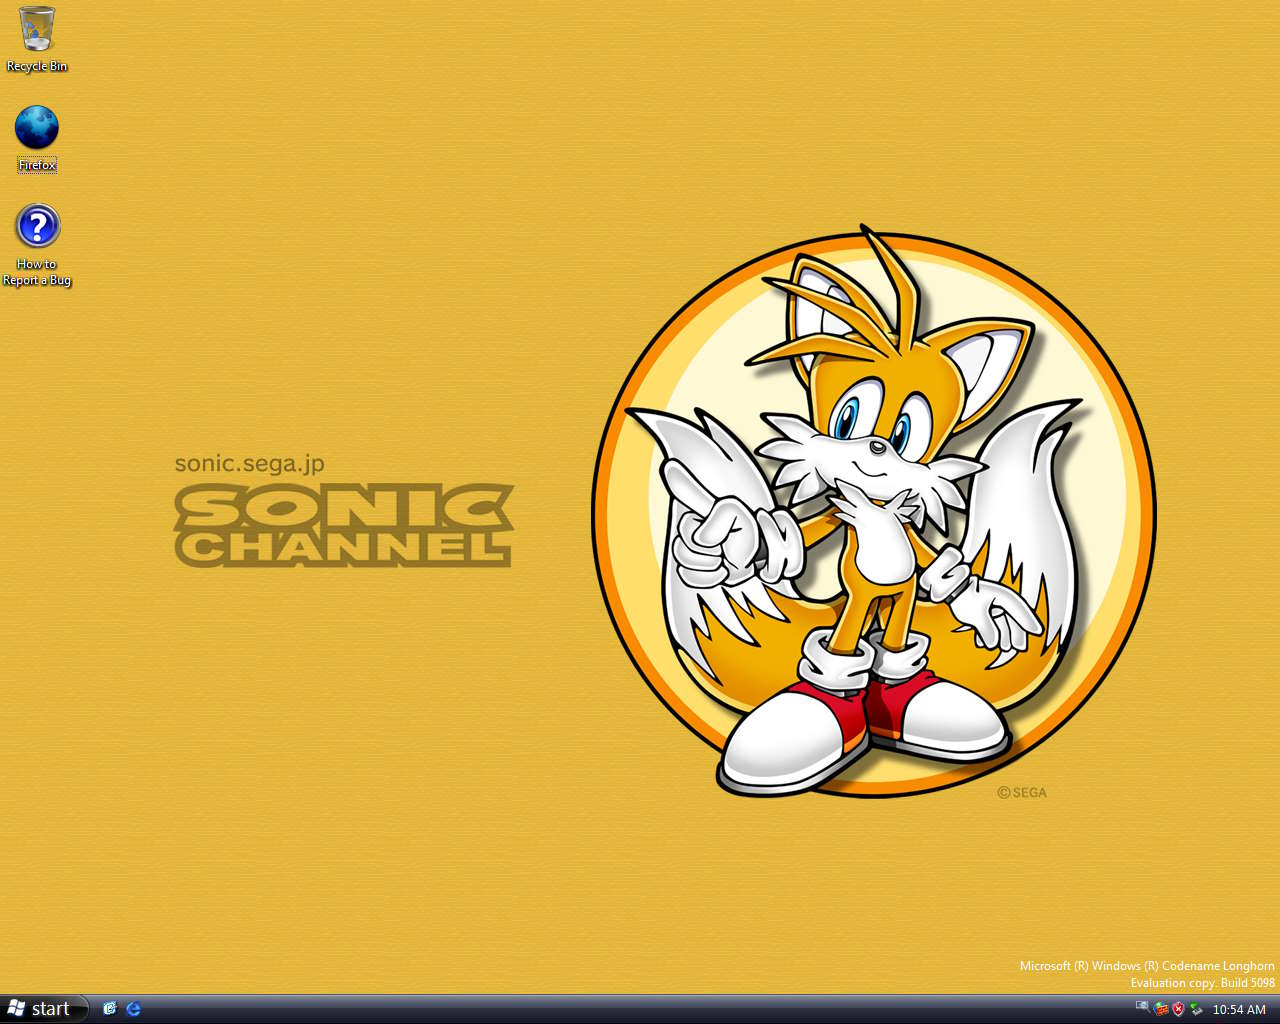 Recycle Bin
Firefox
How to
Report a Bug
sonic.sega.jp
SONIC
CHANNEL
©SEGA
Microsoft (R) Windows (R) Codename Longhorn
Evaluation copy. Build 5098
start
10:54 AM